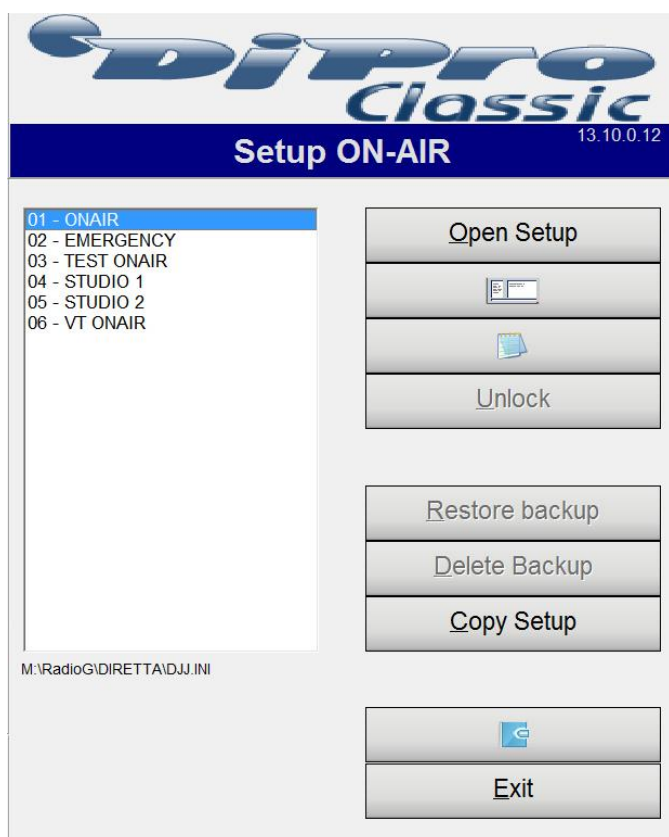 DjPro
Classic
Setup ON-AIR
13.10.0.12
01 - ONAIR
02 - EMERGENCY
03 - TEST ONAIR
04 - STUDIO 1
05 - STUDIO 2
06 - VT ONAIR
M:\RadioG\DIRETTA\DJJ.INI
Open Setup
Unlock
Restore backup
Delete Backup
Copy Setup
Exit